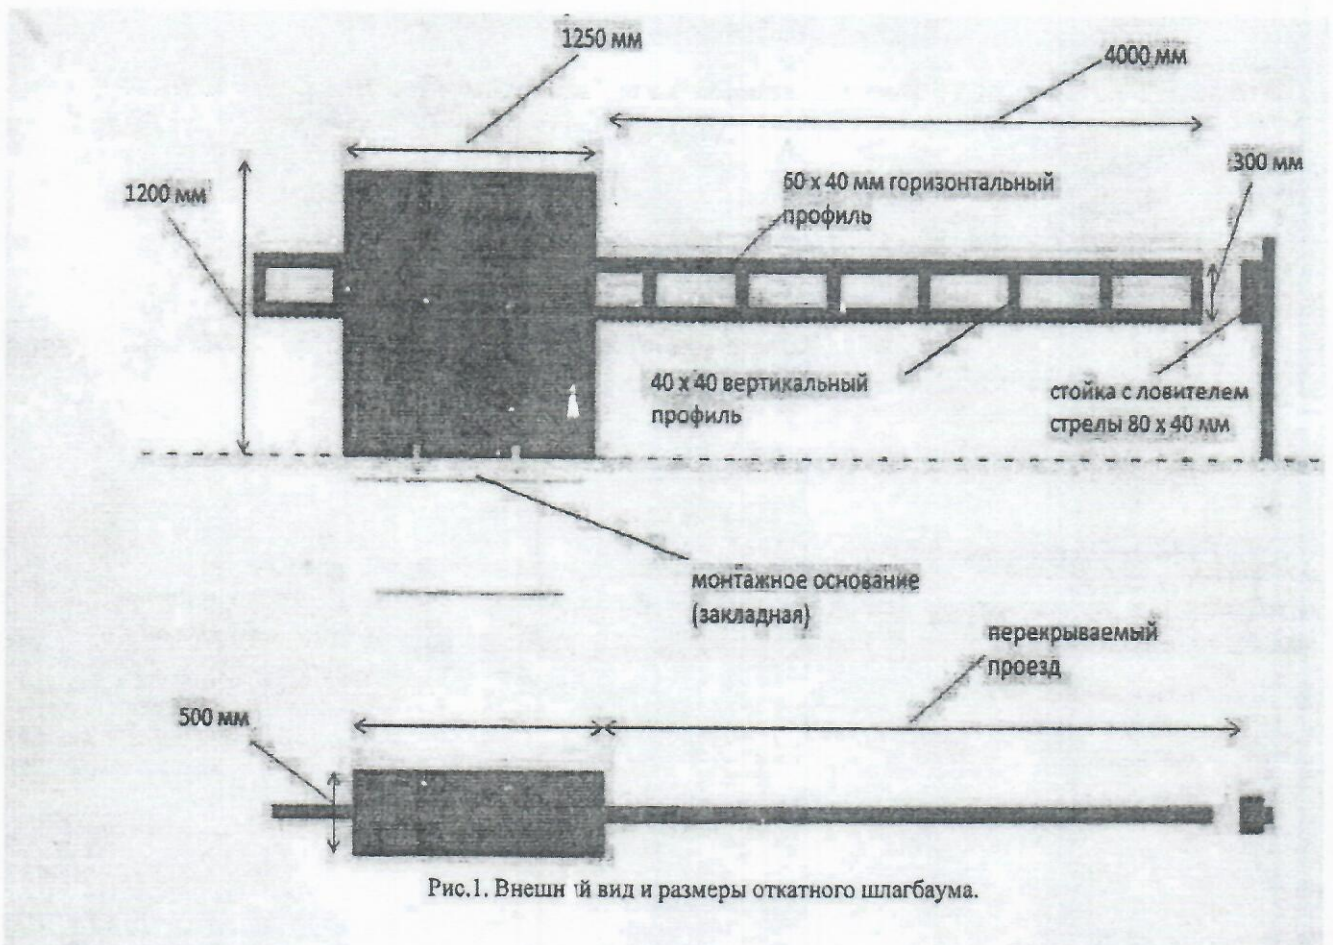 1250 мм
4000 мм
1200 мм
300 мм
60 x 40 мм горизонтальный
профиль
40 x 40 вертикальный
профиль
стойка с ловителем
стрелы 80 x 40 мм
монтажное основание
(закладная)
перекрываемый
проезд
500 мм
Рис.1. Внешний вид и размеры откатного шлагбаума.